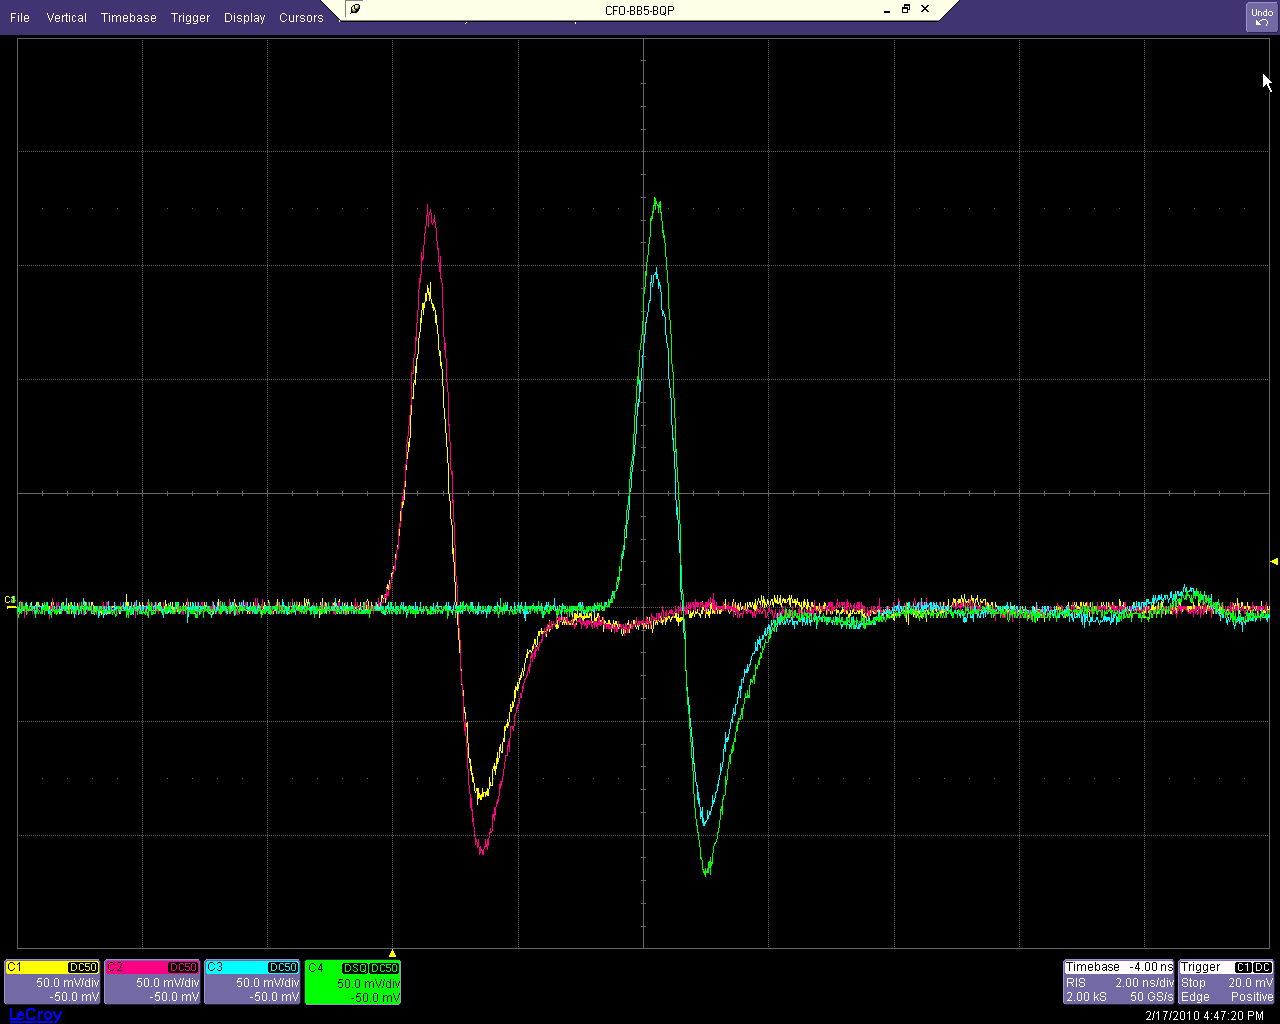 File Vertical Timebase Trigger Display Cursors
CFO-BB5-BQP
Undo
C1 DC50
50.0 mV/div
-50.0 mV
C2 DC50
50.0 mV/div
-50.0 mV
C3 DC50
50.0 mV/div
-50.0 mV
C4 DSQ DC50
50.0 mV/div
-50.0 mV
Timebase -4.00 ns
RIS 2.00 ns/div
2.00 kS 50 GS/s
Trigger C1 DC
Stop 20.0 mV
Edge Positive
LeCroy
2/17/2010 4:47:20 PM